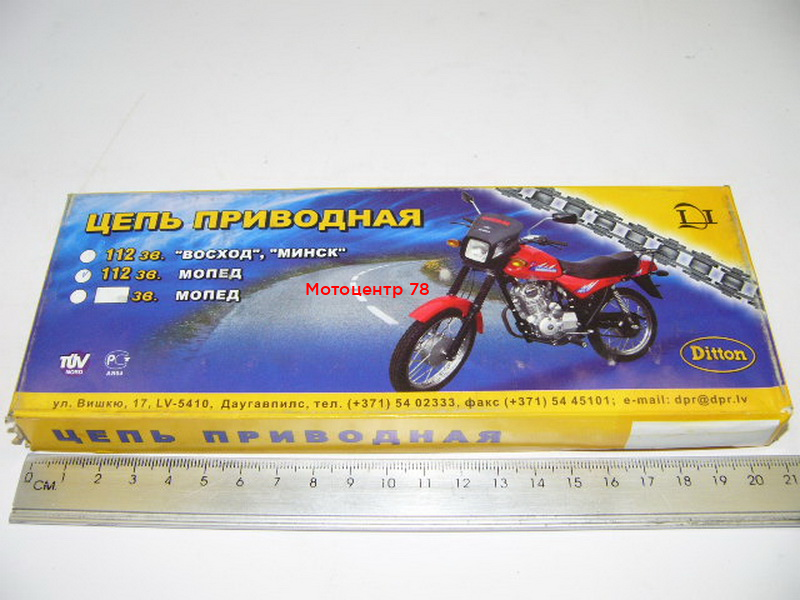 ЦЕПЬ ПРИВОДНАЯ
112 зв. "ВОСХОД", "МИНСК"
112 зв. МОПЕД
зв. МОПЕД
Мотоцентр 78
Ditton
TÜV
NORD
ул. Вишкю, 17, LV-5410, Даугавпилс, тел. (+371) 54 02333, факс (+371) 54 45101; e-mail: dpr@dpr.lv
ЦЕПЬ ПРИВОДНАЯ
0 1 2 3 4 5 6 7 8 9 10 11 12 13 14 15 16 17 18 19 20 21
СМ.